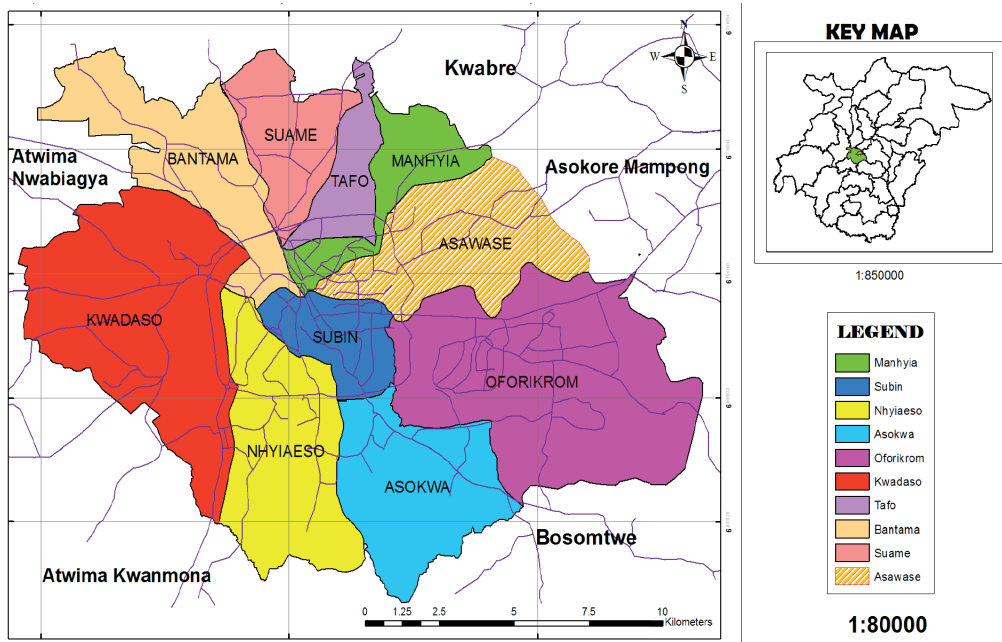 N
W E
S
Kwabre
SUAME
BANTAMA
MANHYIA
Atwima
Nwabiagya
TAFO
Asokore Mampong
ASAWASE
KWADASO
SUBIN
OFORIKROM
NHYIAESO
ASOKWA
Bosomtwe
Atwima Kwanmona
0 1.25 2.5 5 7.5 10
Kilometers
KEY MAP
1:850000
LEGEND
Manhyia
Subin
Nhyiaeso
Asokwa
Oforikrom
Kwadaso
Tafo
Bantama
Suame
Asawase
1:80000